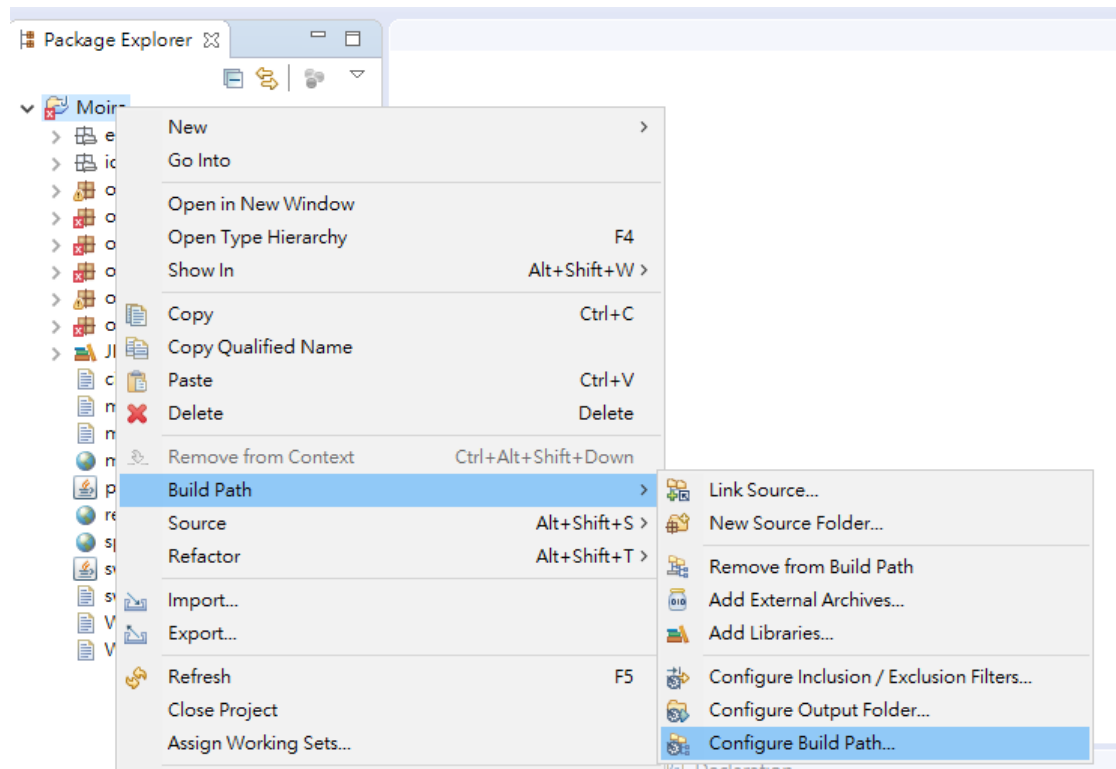 Package Explorer
New
Go Into
Open in New Window
Open Type Hierarchy F4
Show In Alt+Shift+W
Copy Ctrl+C
Copy Qualified Name
Paste Ctrl+V
Delete Delete
Remove from Context Ctrl+Alt+Shift+Down
Build Path
Source Alt+Shift+S
Refactor Alt+Shift+T
Import...
Export...
Refresh F5
Close Project
Assign Working Sets...
Link Source...
New Source Folder...
Remove from Build Path
Add External Archives...
Add Libraries...
Configure Inclusion / Exclusion Filters...
Configure Output Folder...
Configure Build Path...